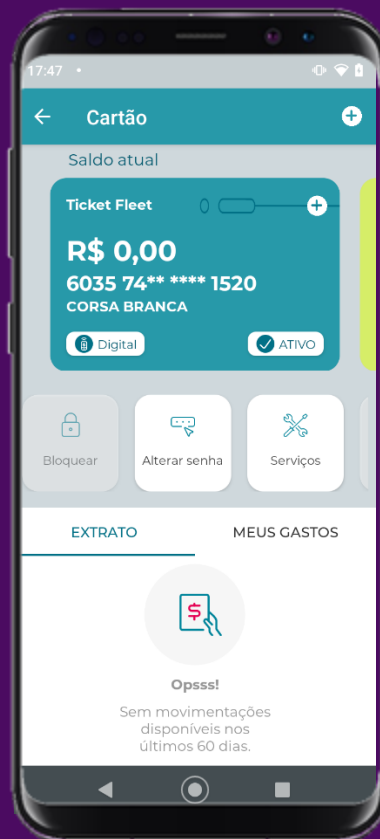 17:47
Cartão
Saldo atual
Ticket Fleet
R$ 0,00
6035 74** **** 1520
CORSA BRANCA
Digital
ATIVO
Bloquear
Alterar senha
Serviços
EXTRATO
MEUS GASTOS
$
Opsss!
Sem movimentações
disponíveis nos
últimos 60 dias.